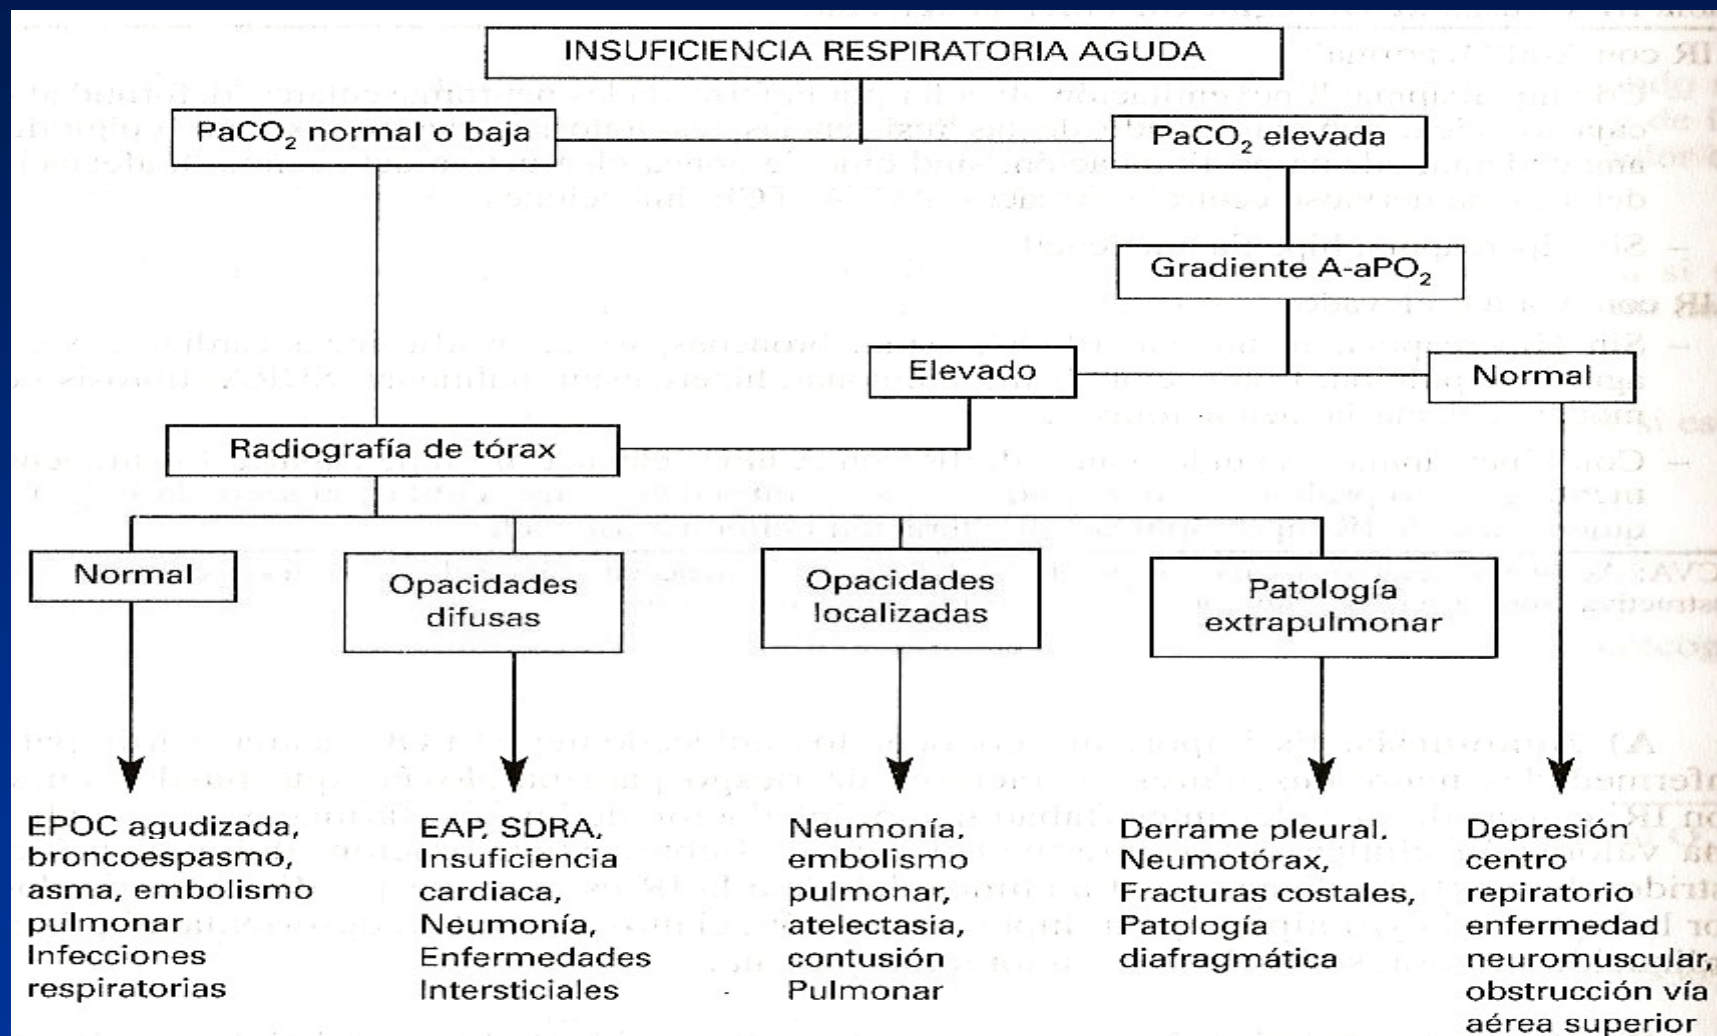 INSUFICIENCIA RESPIRATORIA AGUDA
PaCO₂ normal o baja
PaCO₂ elevada
Gradiente A-aPO₂
Elevado
Normal
Radiografía de tórax
Normal
Opacidades
difusas
Opacidades
localizadas
Patología
extrapulmonar
EPOC agudizada,
broncoespasmo,
asma, embolismo
pulmonar
Infecciones
respiratorias
EAP. SDRA.
Insuficiencia
cardiaca,
Neumonía,
Enfermedades
Intersticiales
Neumonía.
embolismo
pulmonar,
atelectasia,
contusión
Pulmonar
Derrame pleural.
Neumotórax,
Fracturas costales,
Patología
diafragmática
Depresión
centro
respiratorio
enfermedad
neuromuscular,
obstrucción vía
aérea superior